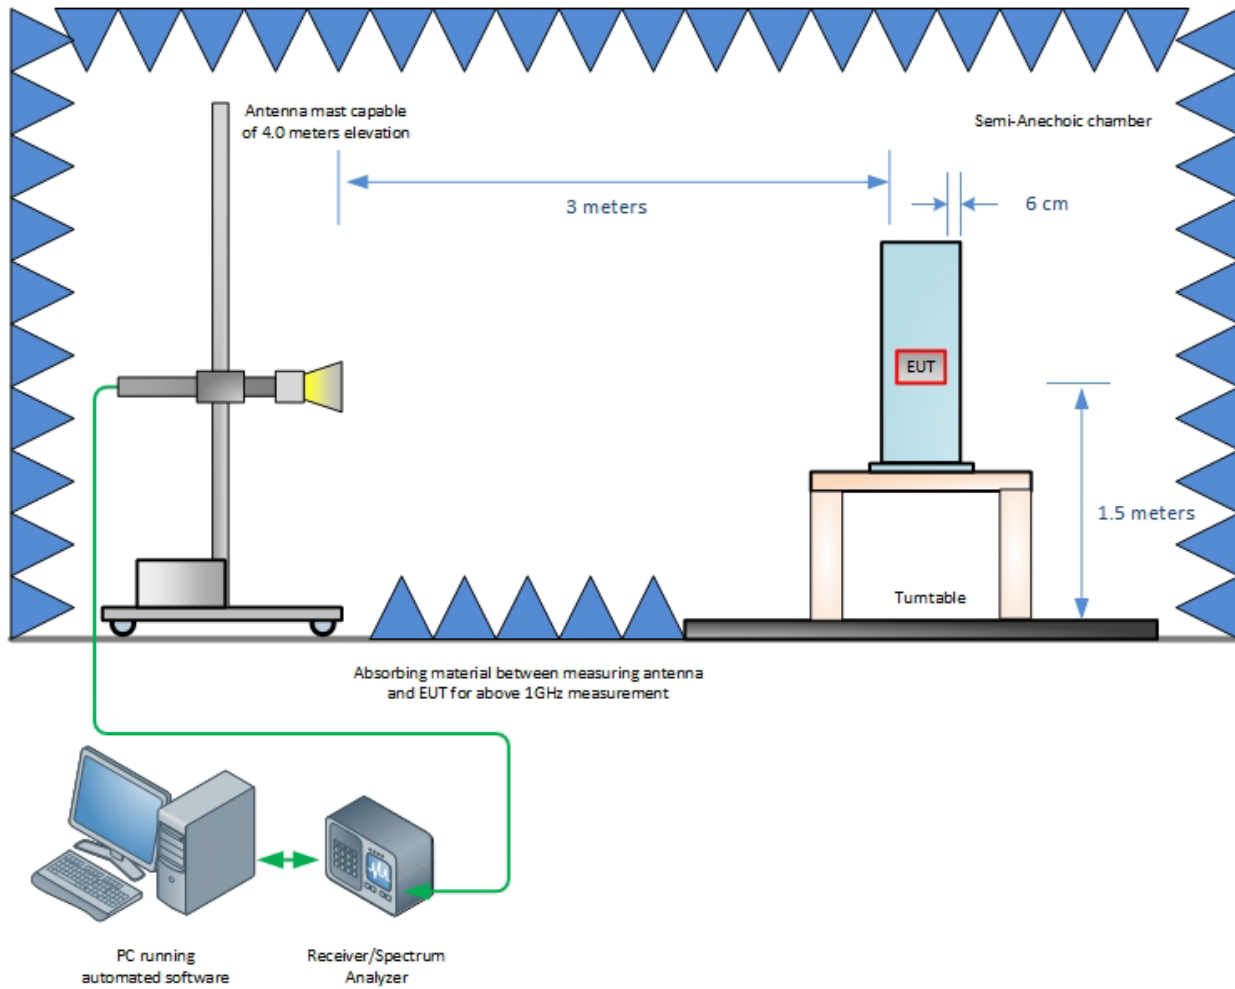 Antenna mast capable
of 4.0 meters elevation
Semi-Anechoic chamber
3 meters
6 cm
EUT
1.5 meters
Turntable
Absorbing material between measuring antenna
and EUT for above 1GHz measurement
PC running
automated software
Receiver/Spectrum
Analyzer